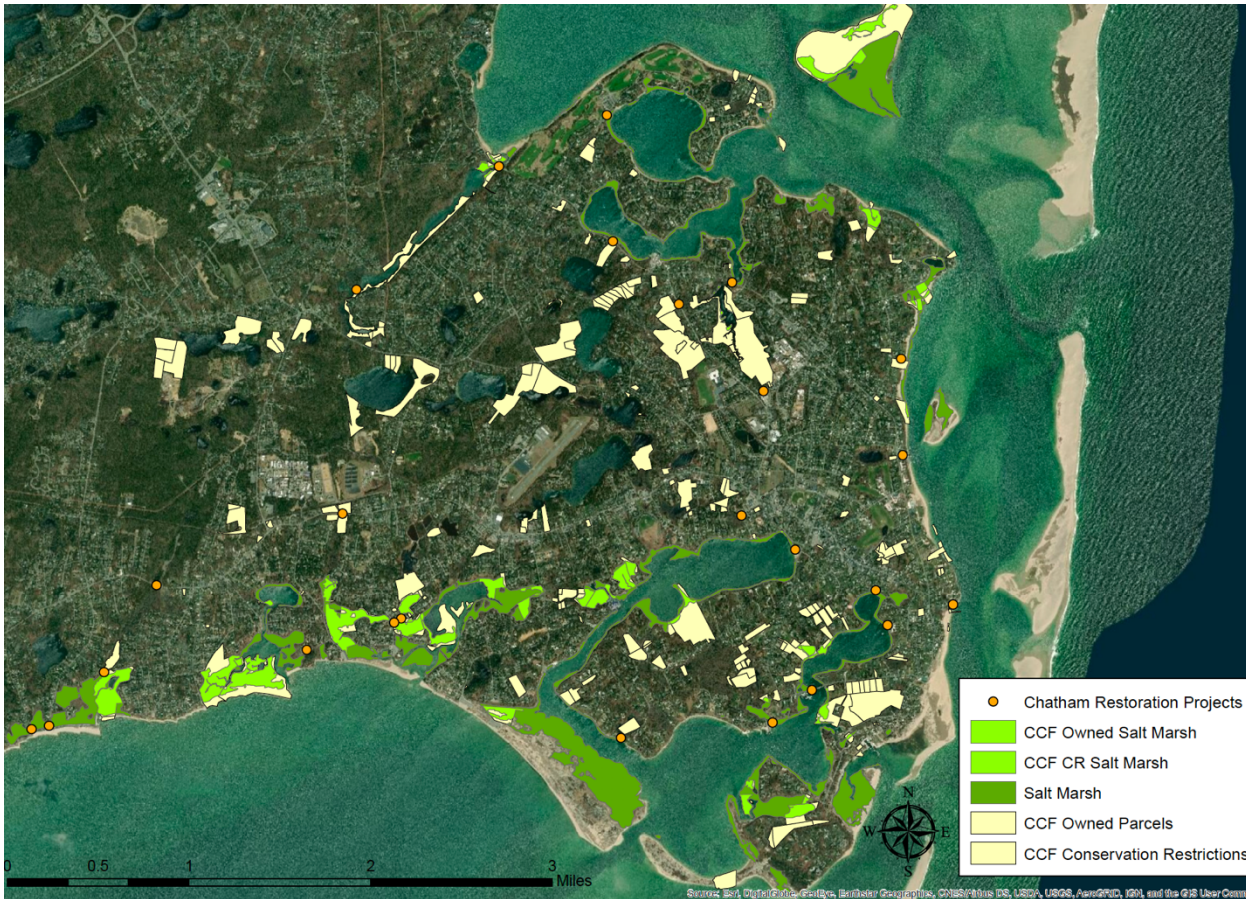 Chatham Restoration Projects
CCF Owned Salt Marsh
CCF CR Salt Marsh
Salt Marsh
CCF Owned Parcels
CCF Conservation Restrictions
N
W E
S
0 0.5 1 2 3
Miles
Source: Esri, DigitalGlobe, GeoEye, Earthstar Geographics, CNES/Airbus DS, USDA, USGS, AeroGRID, IGN, and the GIS User Comm